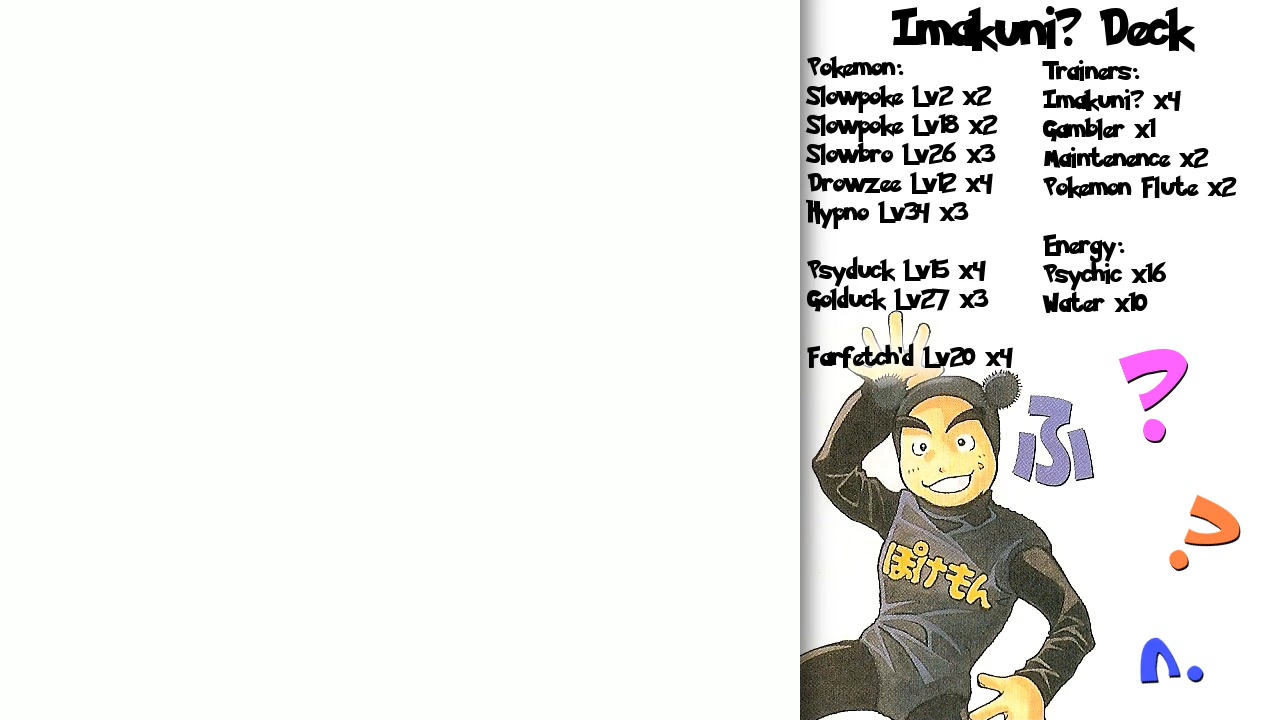 Imakuni? Deck
Pokemon:
Slowpoke Lv2 x2
Slowpoke Lv18 x2
Slowbro Lv26 x3
Drowzee Lv12 x4
Hypno Lv34 x3
Psyduck Lv15 x4
Golduck Lv27 x3
Farfetch'd Lv20 x4
Trainers:
Imakuni? x4
Gambler x1
Maintenence x2
Pokemon Flute x2
Energy:
Psychic x16
Water x10
ふ
?
?
?
ぽけもん